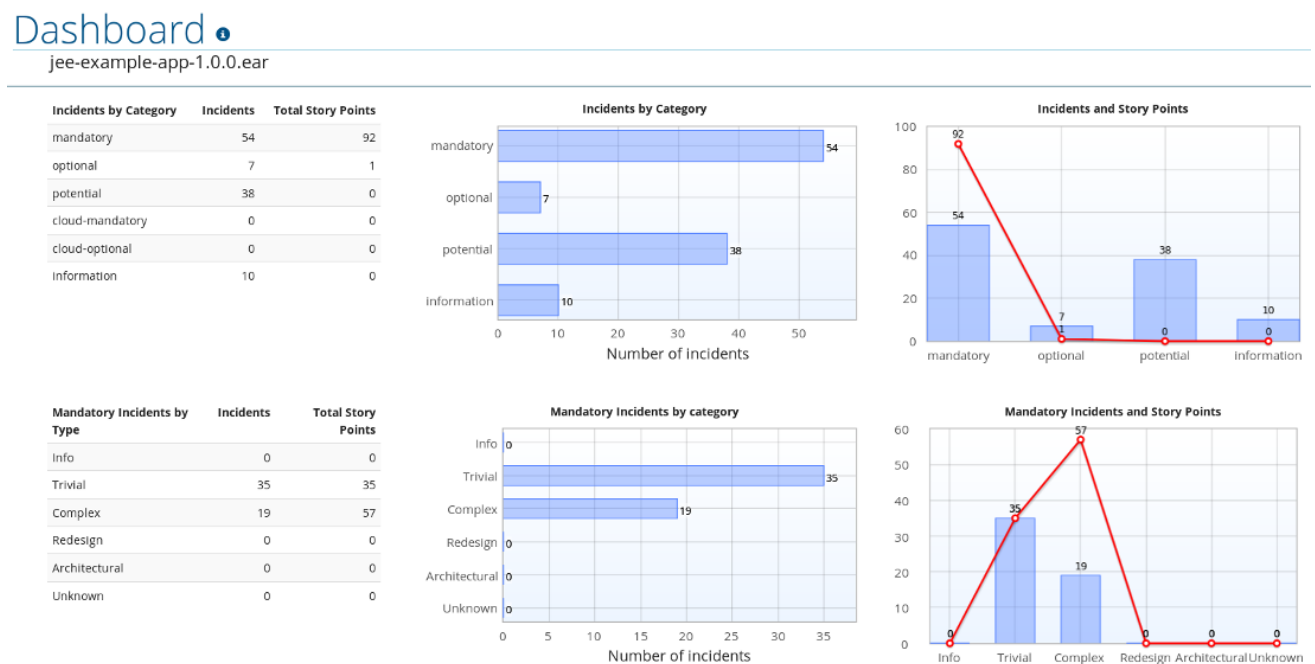 Dashboard
jee-example-app-1.0.0.ear
Incidents by Category Incidents Total Story Points
mandatory 54 92
optional 7 1
potential 38 0
cloud-mandatory 0 0
cloud-optional 0 0
information 10 0
Incidents by Category
mandatory 54
optional 7
potential 38
information 10
0 10 20 30 40 50
Number of incidents
Incidents and Story Points
100
80
60
40
20
0
92
54
7
1
38
0
10
0
mandatory optional potential information
Mandatory Incidents by Incidents Total Story
Type Points
Info 0 0
Trivial 35 35
Complex 19 57
Redesign 0 0
Architectural 0 0
Unknown 0 0
Mandatory Incidents by category
Info 0
Trivial 35
Complex 19
Redesign 0
Architectural 0
Unknown 0
0 5 10 15 20 25 30 35
Number of incidents
Mandatory Incidents and Story Points
60
50
40
30
20
10
0
0
35
57
19
0
0
0
Info Trivial Complex Redesign Architectural Unknown